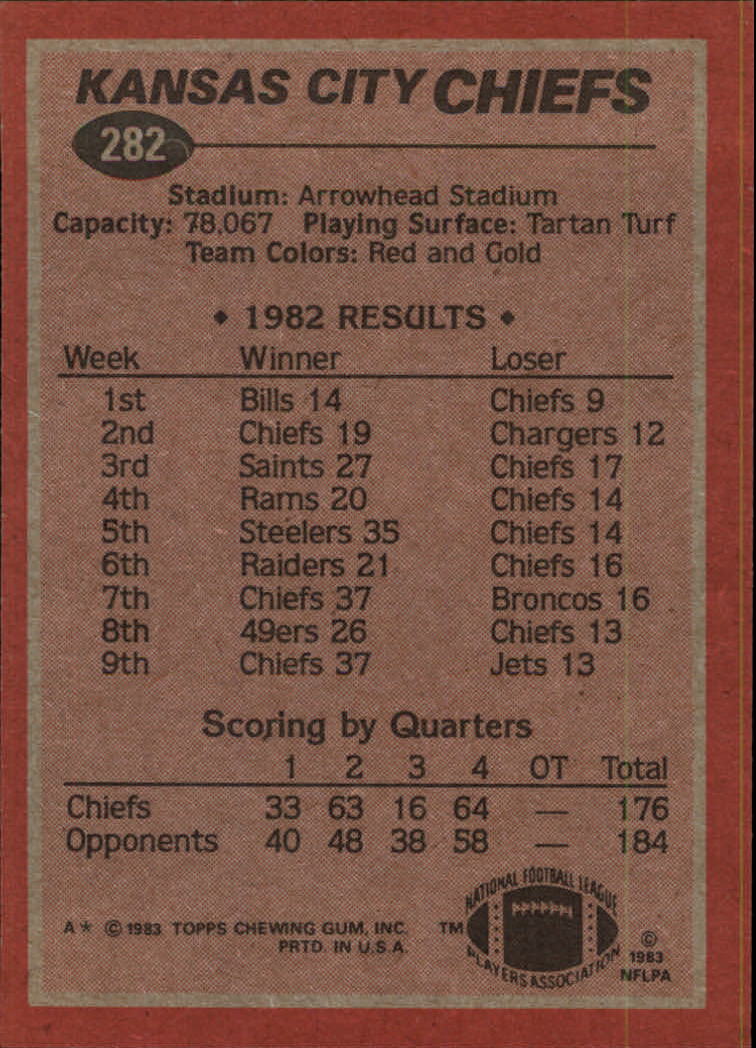 KANSAS CITY CHIEFS
282
Stadium: Arrowhead Stadium
Capacity: 78,067 Playing Surface: Tartan Turf
Team Colors: Red and Gold
◆ 1982 RESULTS ◆
Week Winner Loser
1st Bills 14 Chiefs 9
2nd Chiefs 19 Chargers 12
3rd Saints 27 Chiefs 17
4th Rams 20 Chiefs 14
5th Steelers 35 Chiefs 14
6th Raiders 21 Chiefs 16
7th Chiefs 37 Broncos 16
8th 49ers 26 Chiefs 13
9th Chiefs 37 Jets 13
Scoring by Quarters
1 2 3 4 OT Total
Chiefs 33 63 16 64 — 176
Opponents 40 48 38 58 — 184
A* © 1983 TOPPS CHEWING GUM, INC.
PRTD. IN U.S.A.
TM
NATIONAL FOOTBALL LEAGUE
PLAYERS ASSOCIATION
©
1983
NFLPA